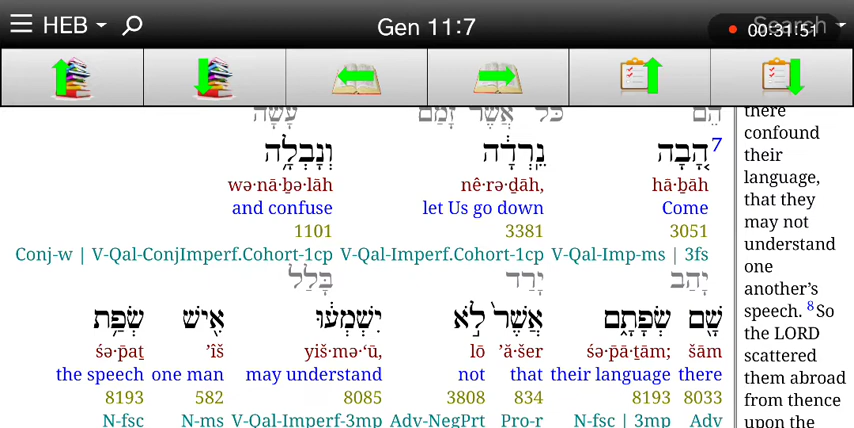 HEB
Gen 11:7
Search
00:31:51
הֵם כֹּל אֲשֶׁר זָמַם עָשָׂה
7 הָ֚בָה נֵֽרְדָ֔ה וְנָבְלָ֥ה
hā·ḇāh nê·rə·ḏāh, wə·nā·ḇə·lāh
Come let Us go down and confuse
3051 3381 1101
Conj-w | V-Qal-ConjImperf.Cohort-1cp V-Qal-Imperf.Cohort-1cp V-Qal-Imp-ms | 3fs
יָהַב יָרַד בָּלַל
שָׁ֖ם שְׂפָתָ֑ם אֲשֶׁר֙ לֹ֣א יִשְׁמְע֔וּ אִ֖ישׁ שְׂפַ֥ת
šām śə·p̄ā·ṯām; ’ă·šer lō yiš·mə·‘ū, ’îš śə·p̄aṯ
there their language that not may understand one man the speech
8033 8193 834 3808 8085 582 8193
N-fsc N-ms V-Qal-Imperf-3mp Adv-NegPrt Pro-r N-fsc | 3mp Adv
there
confound
their
language,
that they
may not
understand
one
another’s
speech. 8 So
the LORD
scattered
them abroad
from thence
upon the